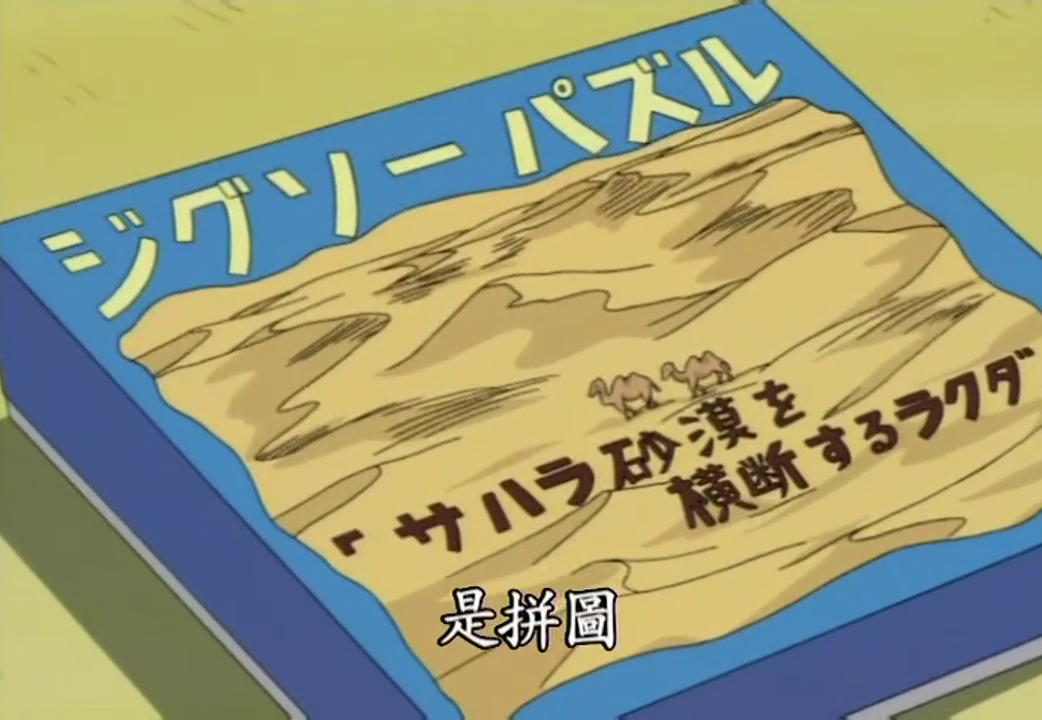 ジグソーパズル
「サハラ砂漠を
横断するラクダ"
是拼圖